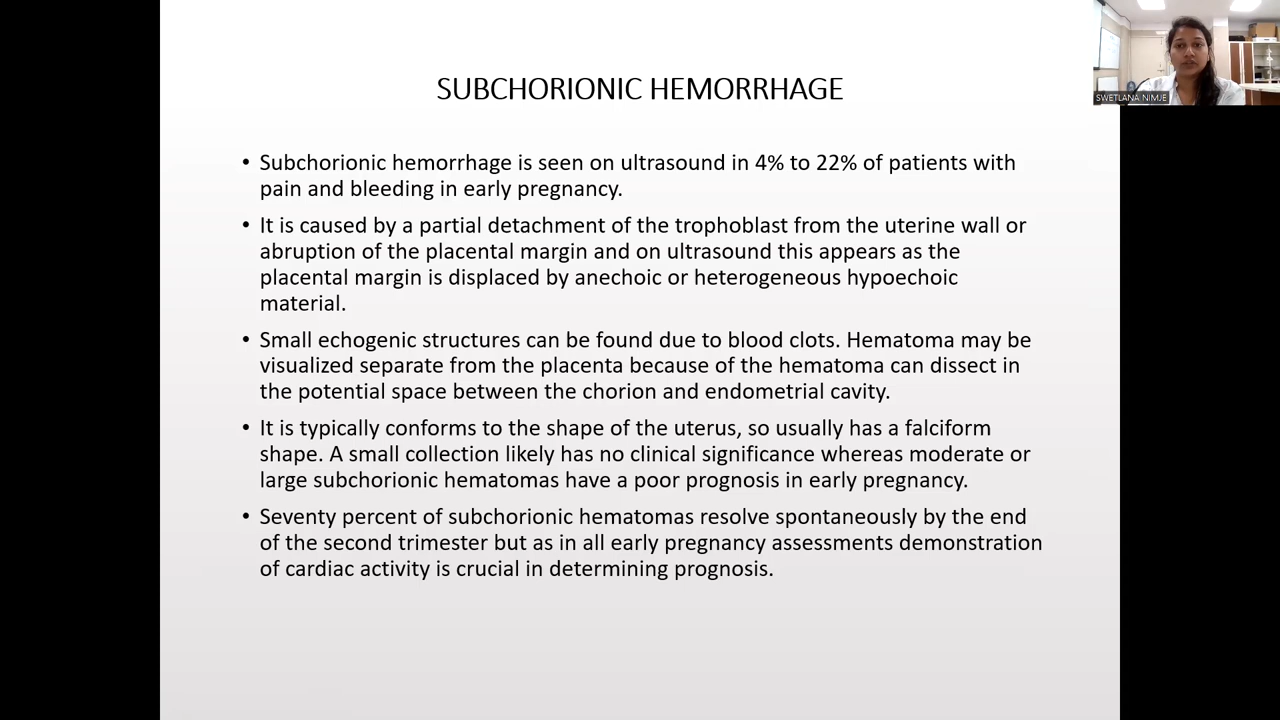 SUBCHORIONIC HEMORRHAGE
SWETLANA NIMJE
• Subchorionic hemorrhage is seen on ultrasound in 4% to 22% of patients with
pain and bleeding in early pregnancy.
• It is caused by a partial detachment of the trophoblast from the uterine wall or
abruption of the placental margin and on ultrasound this appears as the
placental margin is displaced by anechoic or heterogeneous hypoechoic
material.
• Small echogenic structures can be found due to blood clots. Hematoma may be
visualized separate from the placenta because of the hematoma can dissect in
the potential space between the chorion and endometrial cavity.
• It is typically conforms to the shape of the uterus, so usually has a falciform
shape. A small collection likely has no clinical significance whereas moderate or
large subchorionic hematomas have a poor prognosis in early pregnancy.
• Seventy percent of subchorionic hematomas resolve spontaneously by the end
of the second trimester but as in all early pregnancy assessments demonstration
of cardiac activity is crucial in determining prognosis.